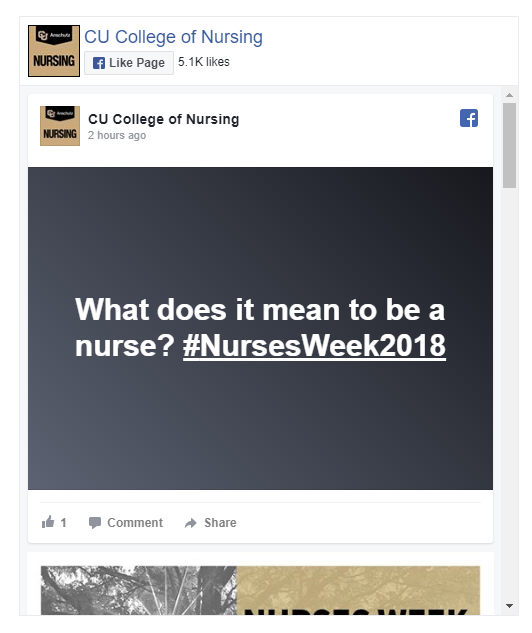 Anschutz
NURSING
CU College of Nursing
Like Page
5.1K likes
Anschutz
NURSING
CU College of Nursing
2 hours ago
What does it mean to be a
nurse? #NursesWeek2018
1
Comment
Share
NURSES WEEK